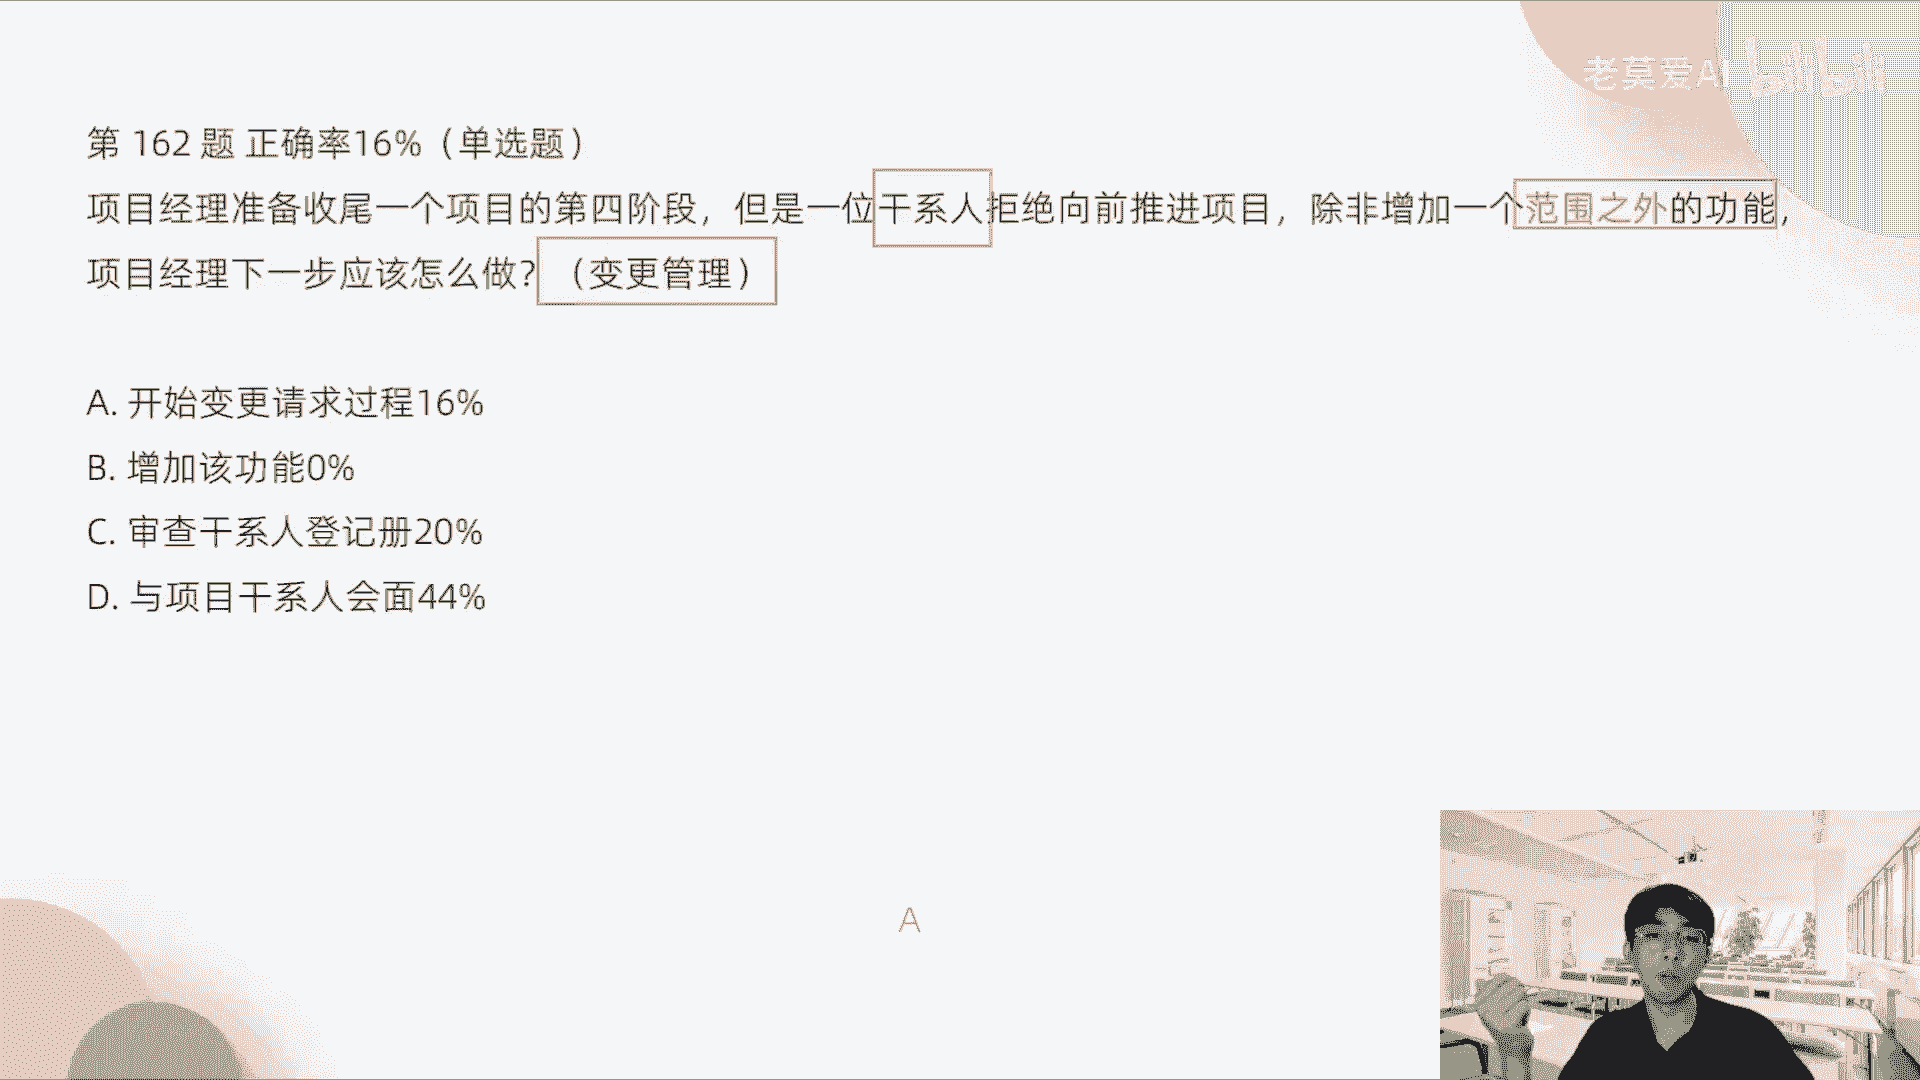 老莫爱AI bilibili
第 162 题 正确率16%（单选题）
项目经理准备收尾一个项目的第四阶段，但是一位干系人拒绝向前推进项目，除非增加一个范围之外的功能，
项目经理下一步应该怎么做？（变更管理）
A. 开始变更请求过程16%
B. 增加该功能0%
C. 审查干系人登记册20%
D. 与项目干系人会面44%
A